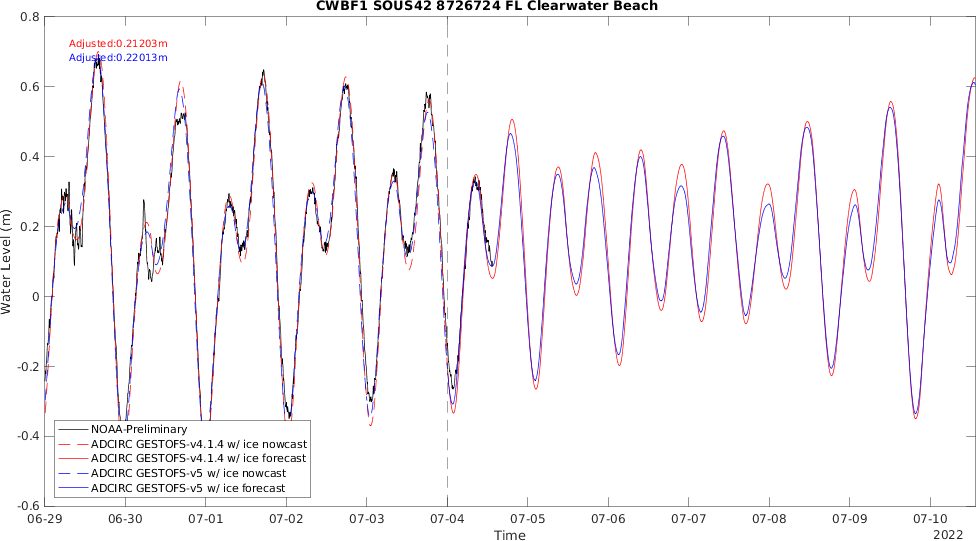 CWBF1 SOUS42 8726724 FL Clearwater Beach
Adjusted:0.21203m
Adjusted:0.22013m
Water Level (m)
0.8
0.6
0.4
0.2
0
-0.2
-0.4
-0.6
NOAA-Preliminary
ADCIRC GESTOFS-v4.1.4 w/ ice nowcast
ADCIRC GESTOFS-v4.1.4 w/ ice forecast
ADCIRC GESTOFS-v5 w/ ice nowcast
ADCIRC GESTOFS-v5 w/ ice forecast
06-29 06-30 07-01 07-02 07-03 07-04 07-05 07-06 07-07 07-08 07-09 07-10
Time
2022